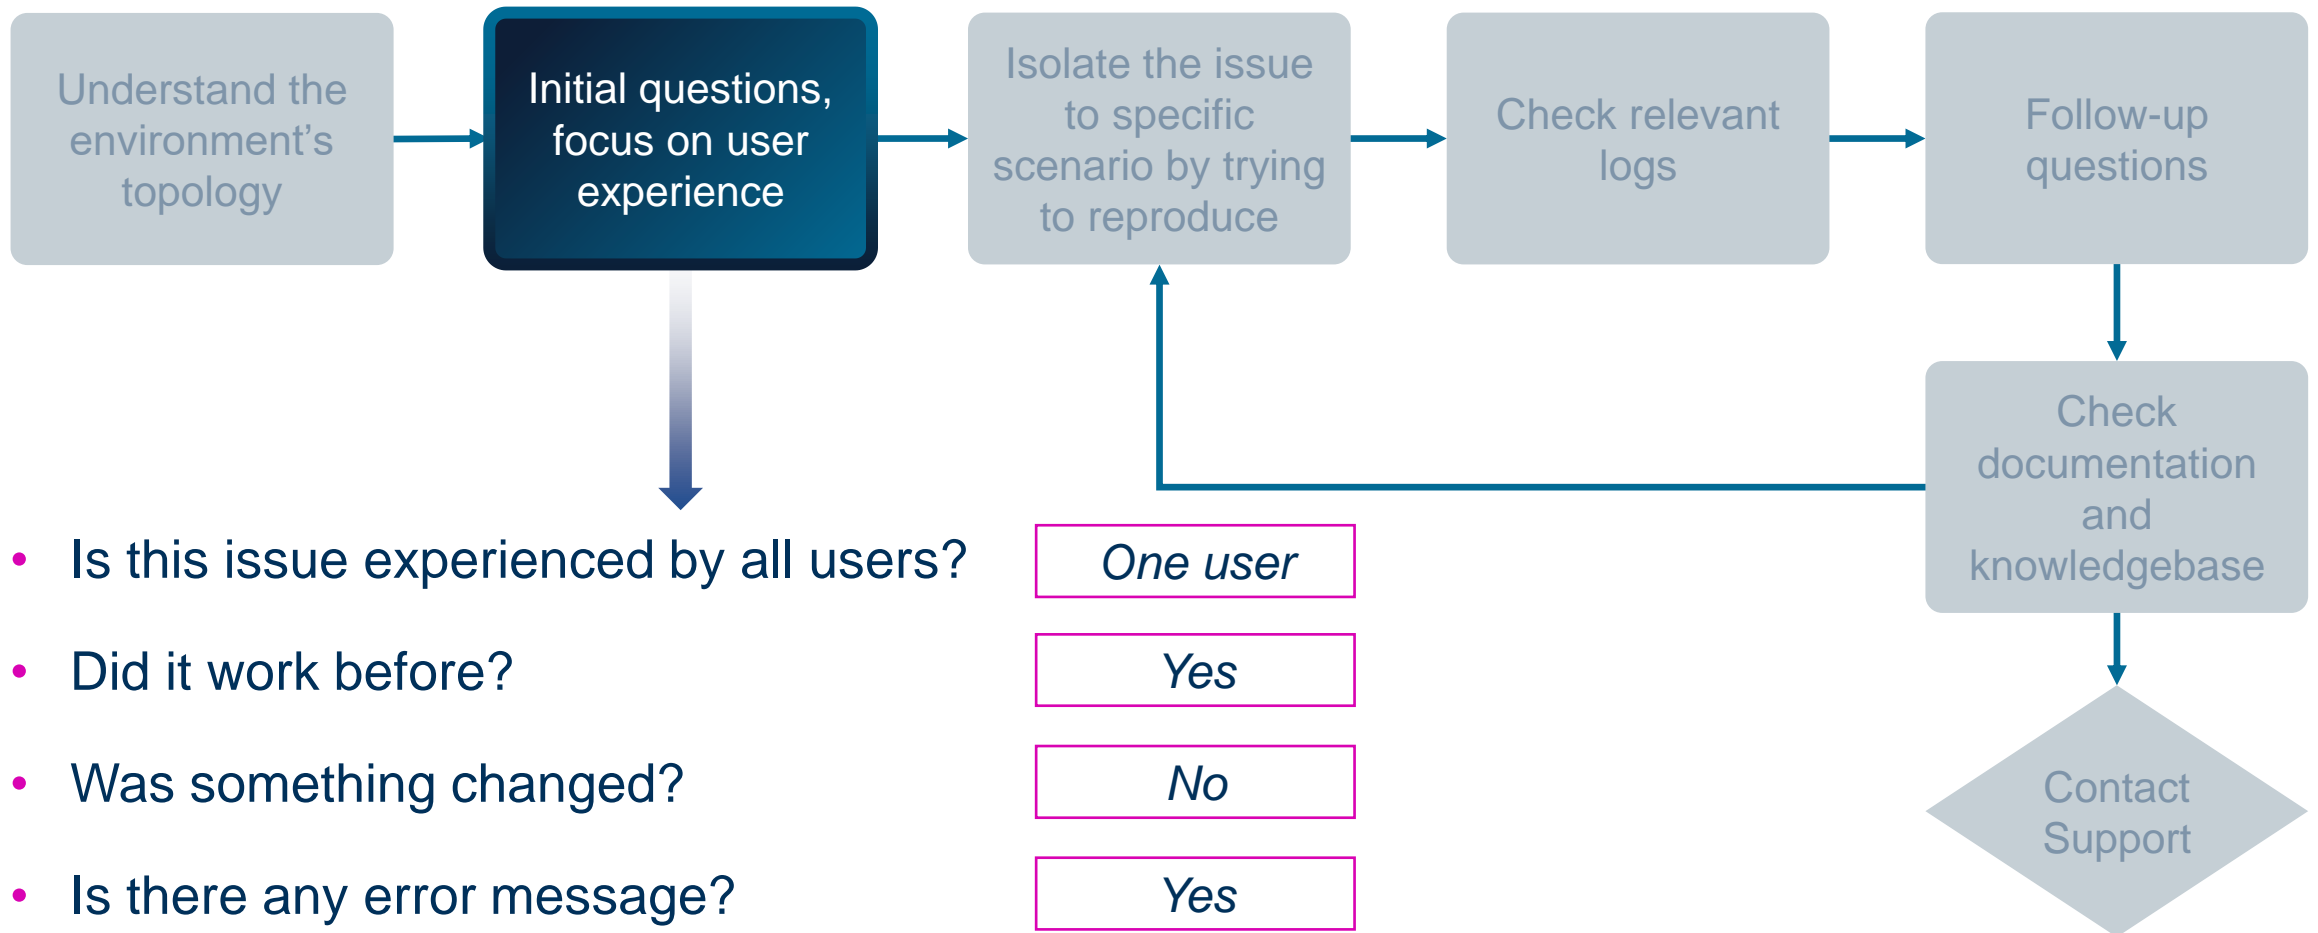 Understand the
environment’s
topology
Initial questions,
focus on user
experience
Isolate the issue
to specific
scenario by trying
to reproduce
Check relevant
logs
Follow-up
questions
Check
documentation
and
knowledgebase
Contact
Support
• Is this issue experienced by all users?
One user
• Did it work before?
Yes
• Was something changed?
No
• Is there any error message?
Yes